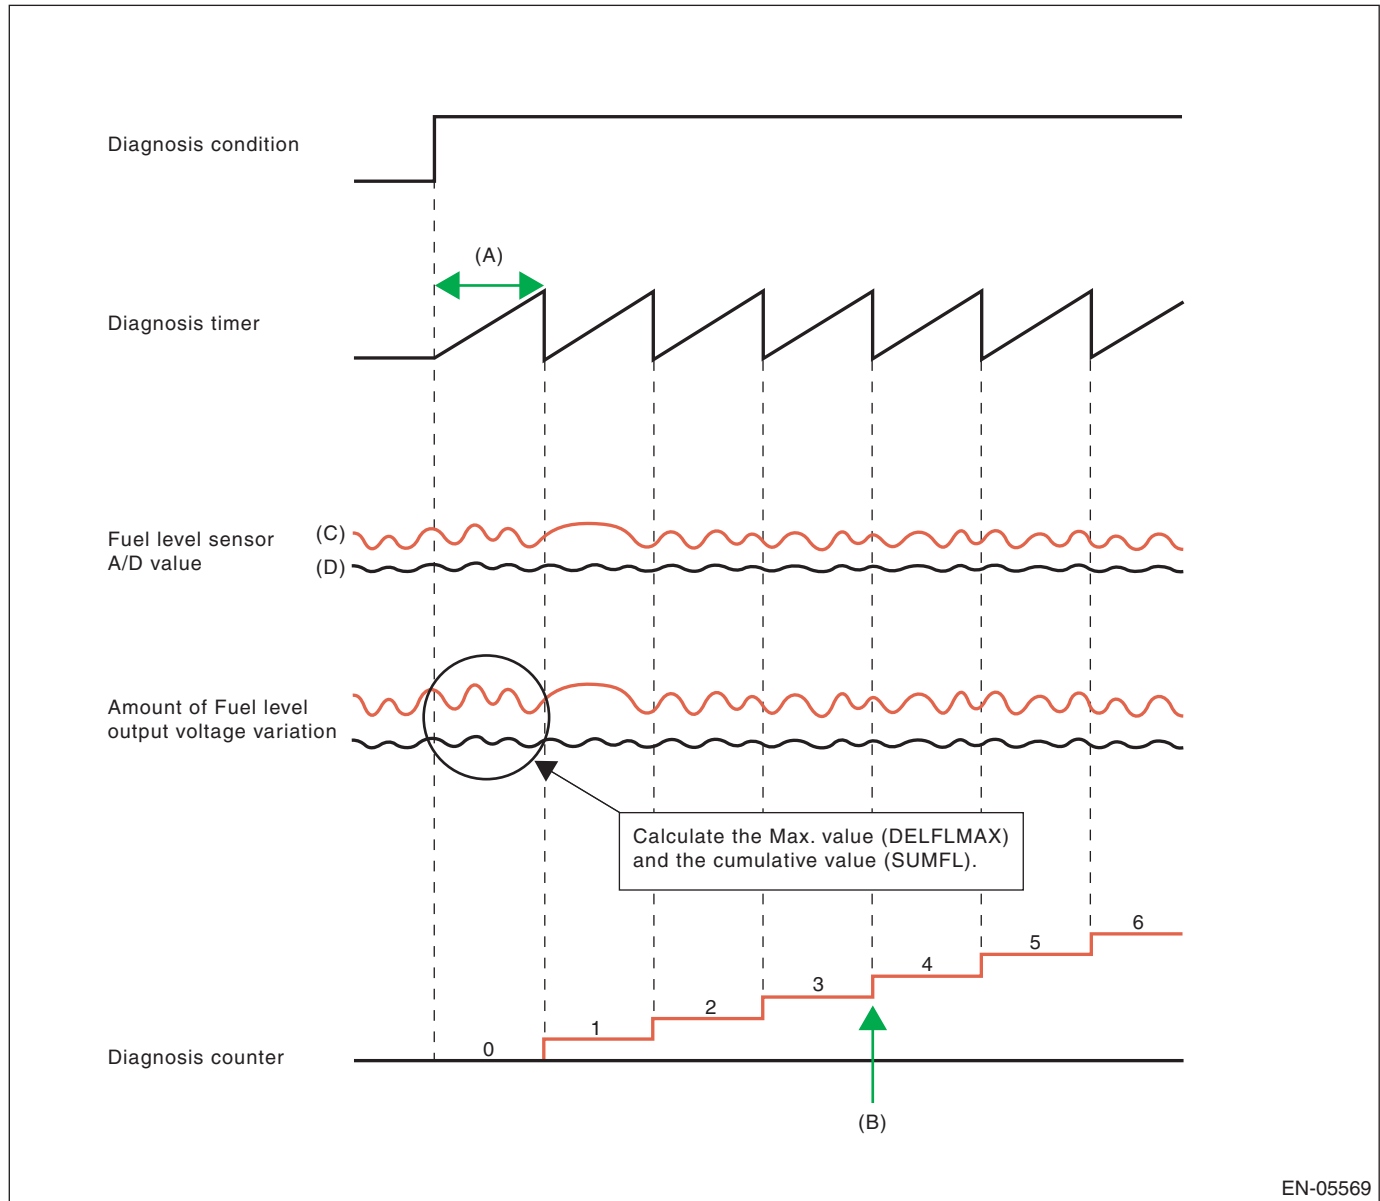 Diagnosis condition
(A)
Diagnosis timer
Fuel level sensor
A/D value
(C)
(D)
Amount of Fuel level
output voltage variation
Calculate the Max. value (DELFLMAX)
and the cumulative value (SUMFL).
Diagnosis counter
0
1
2
3
4
5
6
(B)
EN-05569